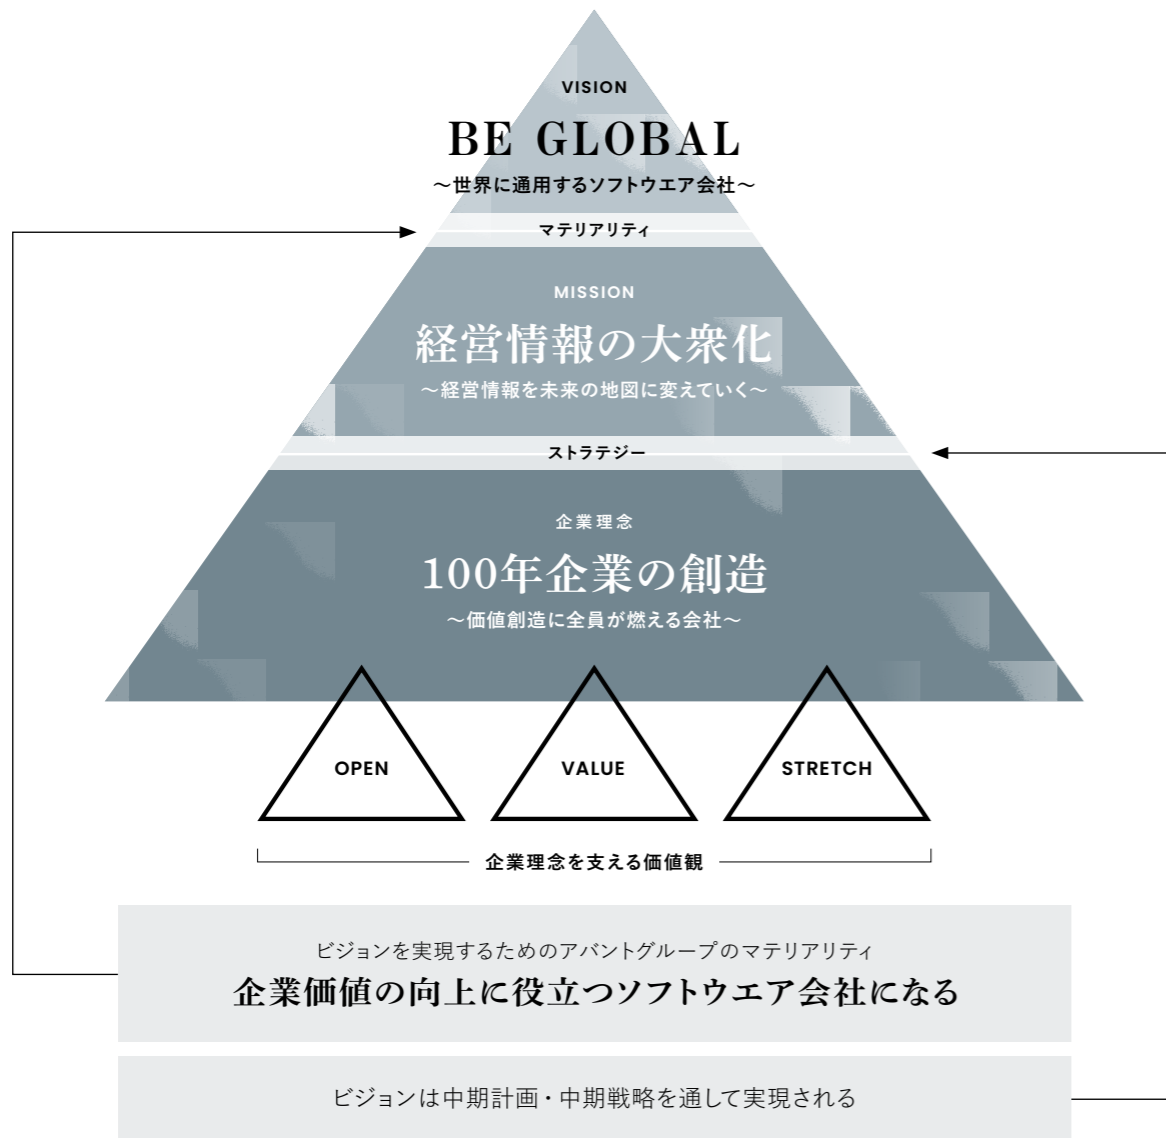 VISION
BE GLOBAL
～世界に通用するソフトウエア会社～
マテリアリティ
MISSION
経営情報の大衆化
～経営情報を未来の地図に変えていく～
ストラテジー
企業理念
100年企業の創造
～価値創造に全員が燃える会社～
OPEN
VALUE
STRETCH
企業理念を支える価値観
ビジョンを実現するためのアバントグループのマテリアリティ
企業価値の向上に役立つソフトウエア会社になる
ビジョンは中期計画・中期戦略を通して実現される